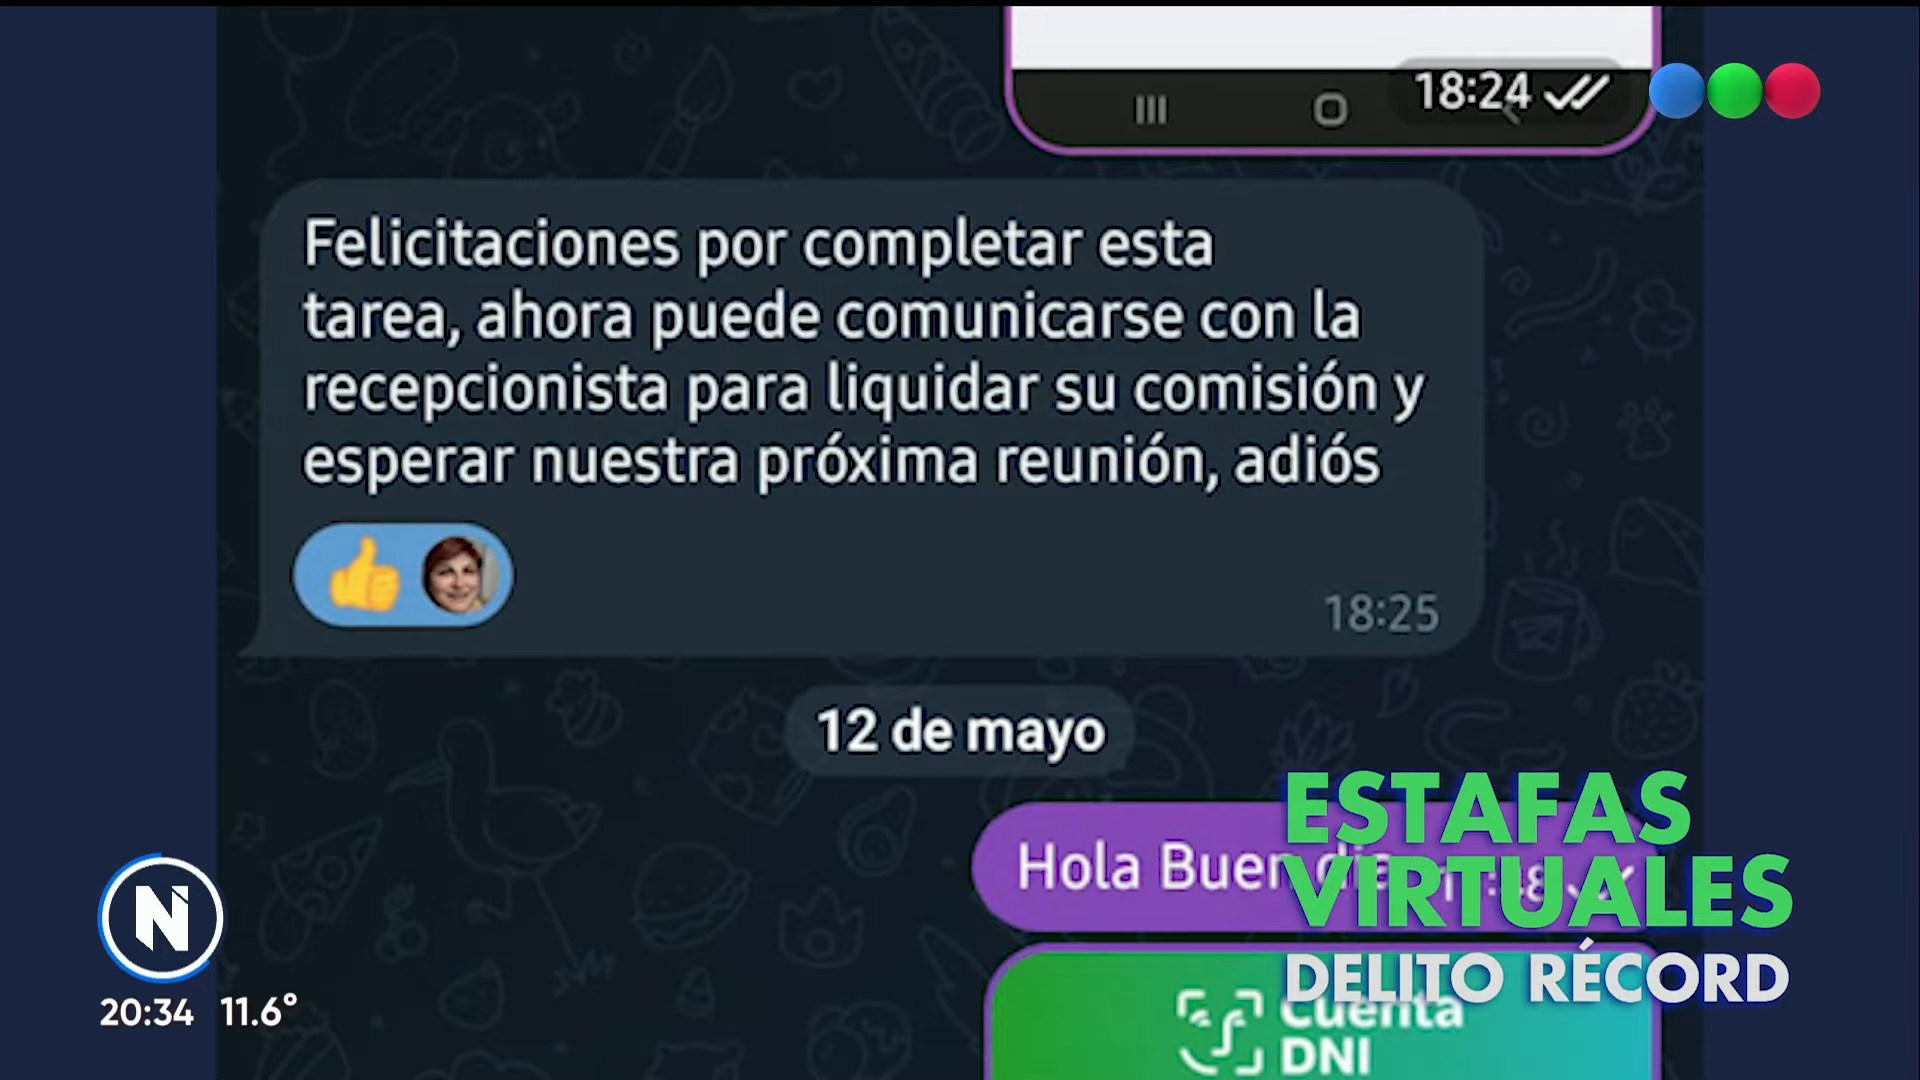 18:24
Felicitaciones por completar esta
tarea, ahora puede comunicarse con la
recepcionista para liquidar su comisión y
esperar nuestra próxima reunión, adiós
18:25
12 de mayo
Hola Buen dia
ESTAFAS
VIRTUALES
DELITO RÉCORD
Cuenta
DNI
N
20:34 11.6°